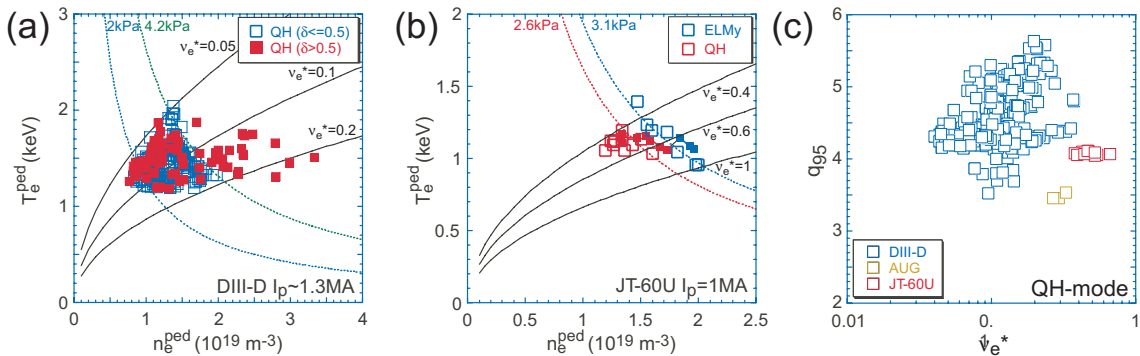 (a)
2kPa 4.2kPa
QH (δ<=0.5)
QH (δ>0.5)
νe*=0.05
νe*=0.1
νe*=0.2
3
2
1
0
Te^ped (keV)
DIII-D Ip~1.3MA
0 1 2 3 4
ne^ped (10^19 m-3)
(b)
2.6kPa 3.1kPa
ELMy
QH
νe*=0.4
νe*=0.6
νe*=1
2
1.5
1
0.5
0
Te^ped (keV)
JT-60U Ip=1MA
0 0.5 1 1.5 2 2.5
ne^ped (10^19 m-3)
(c)
6
5
4
3
2
q95
DIII-D
AUG
JT-60U
QH-mode
0.01 0. 1
1
νe*